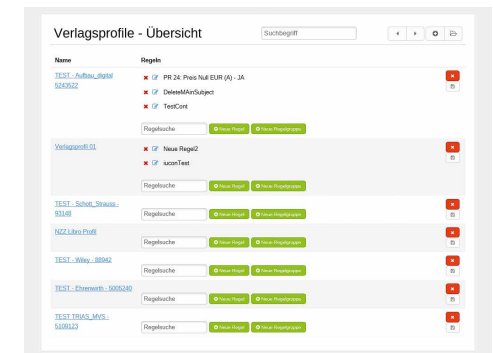 Verlagsprofile - Übersicht
Suchbegriff
Name
Regeln
TEST - Aufbau_digital
5243522
PR 24: Preis Null EUR (A) - JA
DeleteMAinSubject
TestCont
Regelsuche
Neue Regel
Neue Regelgruppe
Verlagsprofil 01
Neue Regel2
iuconTest
Regelsuche
Neue Regel
Neue Regelgruppe
TEST - Schott_Strauss -
93148
Regelsuche
Neue Regel
Neue Regelgruppe
NZZ Libro Profil
Regelsuche
Neue Regel
Neue Regelgruppe
TEST - Wiley - 88942
Regelsuche
Neue Regel
Neue Regelgruppe
TEST - Ehrenwirth - 5005240
Regelsuche
Neue Regel
Neue Regelgruppe
TEST TRIAS_MVS -
5108123
Regelsuche
Neue Regel
Neue Regelgruppe